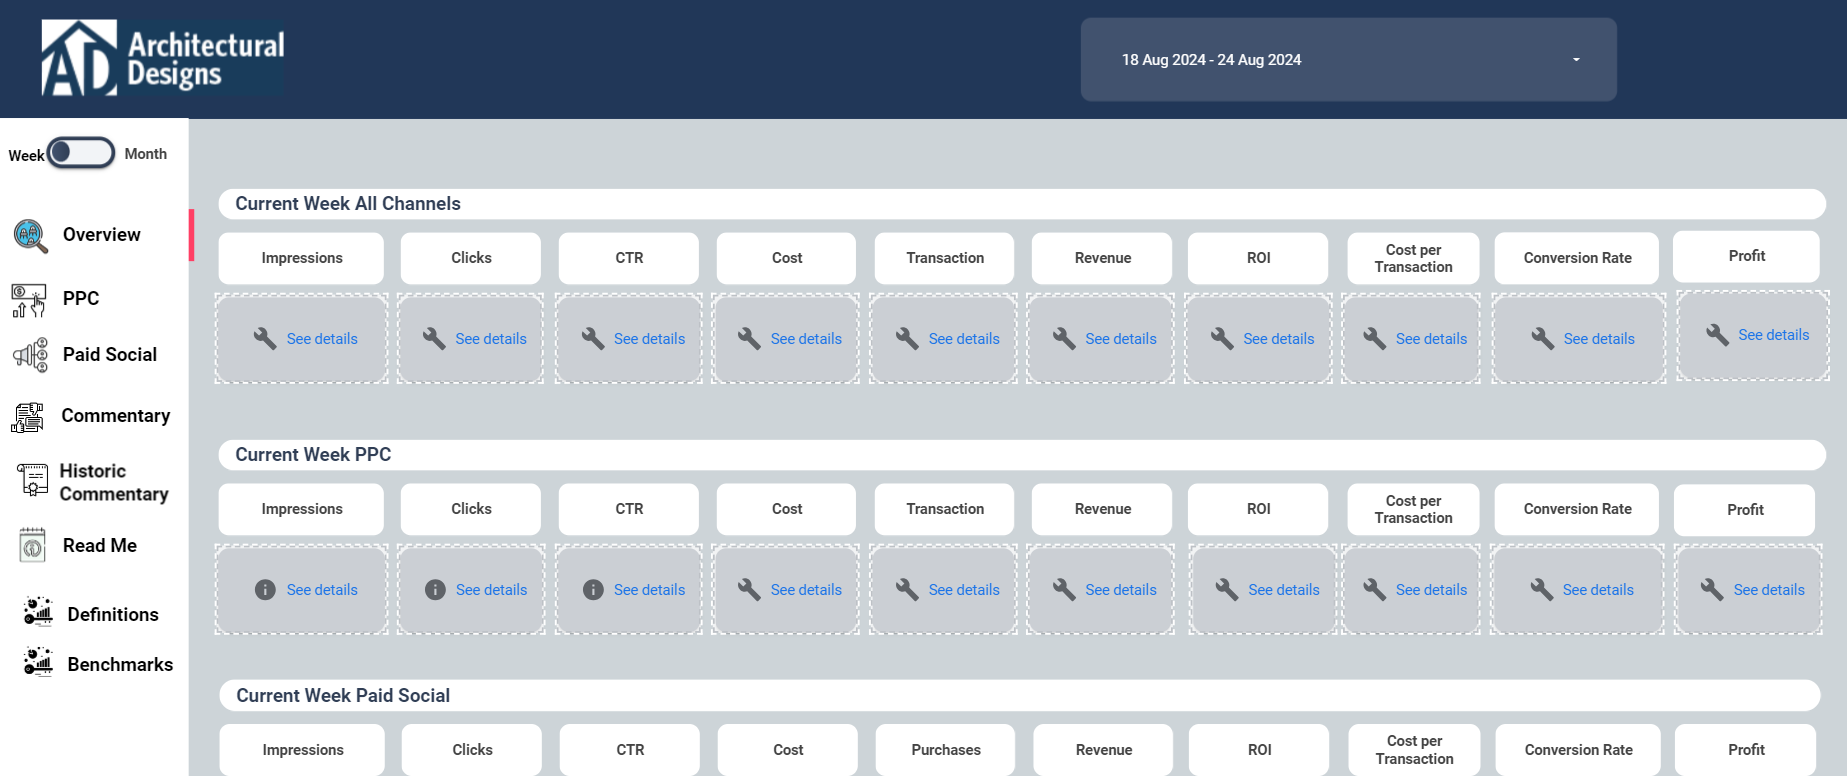 AD Architectural
Designs
18 Aug 2024 - 24 Aug 2024
Week Month
Overview
PPC
Paid Social
Commentary
Historic
Commentary
Read Me
Definitions
Benchmarks
Current Week All Channels
Impressions Clicks CTR Cost Transaction Revenue ROI Cost per Transaction Conversion Rate Profit
See details See details See details See details See details See details See details See details See details See details
Current Week PPC
Impressions Clicks CTR Cost Transaction Revenue ROI Cost per Transaction Conversion Rate Profit
See details See details See details See details See details See details See details See details See details See details
Current Week Paid Social
Impressions Clicks CTR Cost Purchases Revenue ROI Cost per Transaction Conversion Rate Profit